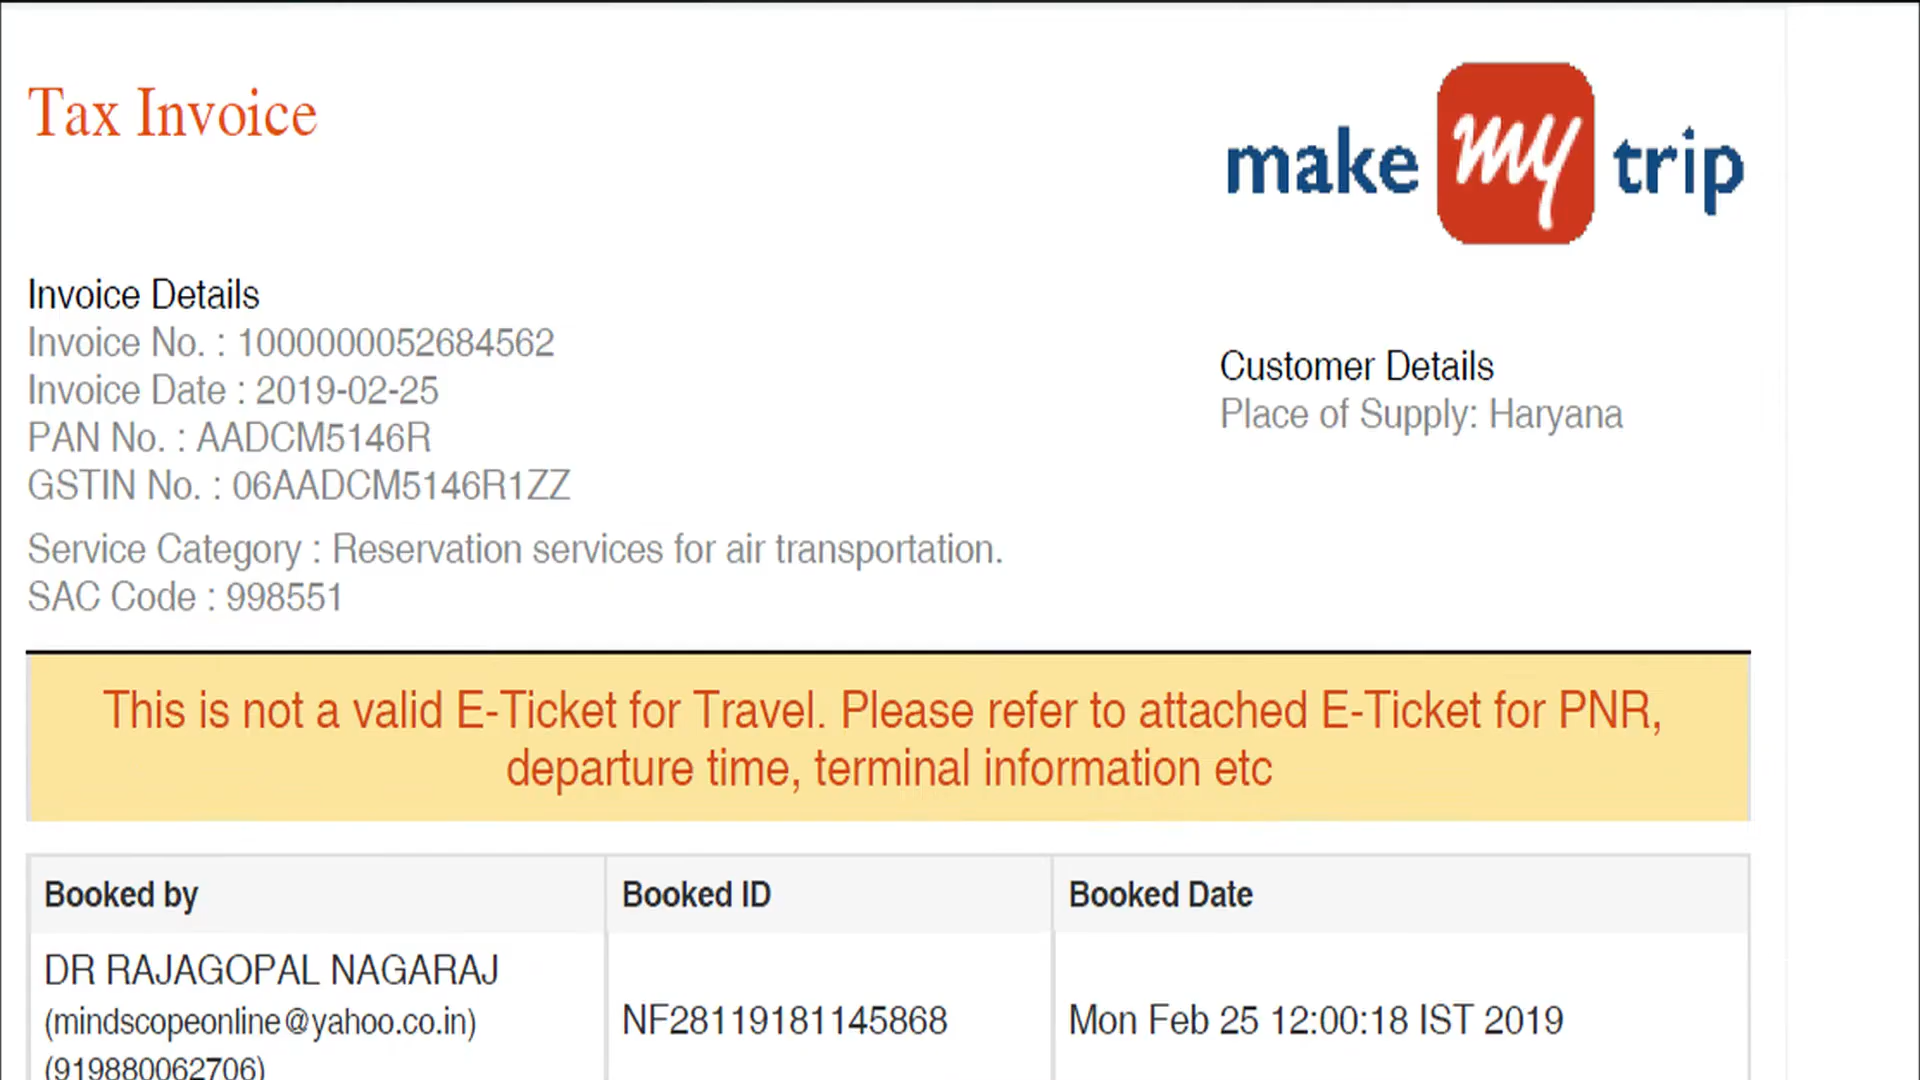 Tax Invoice
make my trip
Invoice Details
Invoice No. : 1000000052684562
Invoice Date : 2019-02-25
PAN No. : AADCM5146R
GSTIN No. : 06AADCM5146R1ZZ
Service Category : Reservation services for air transportation.
SAC Code : 998551
Customer Details
Place of Supply: Haryana
This is not a valid E-Ticket for Travel. Please refer to attached E-Ticket for PNR,
departure time, terminal information etc
Booked by
Booked ID
Booked Date
DR RAJAGOPAL NAGARAJ
(mindscopeonline@yahoo.co.in)
(919880062706)
NF28119181145868
Mon Feb 25 12:00:18 IST 2019